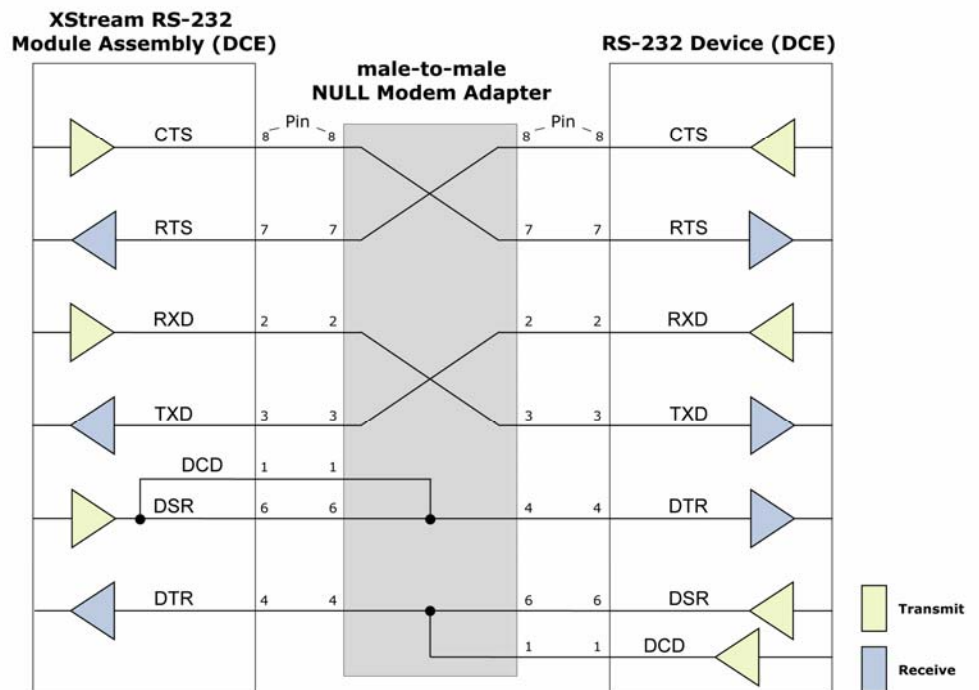 XStream RS-232
Module Assembly (DCE)
RS-232 Device (DCE)
male-to-male
NULL Modem Adapter
CTS 8 Pin 8 8 Pin 8 CTS
RTS 7 7 7 7 RTS
RXD 2 2 2 2 RXD
TXD 3 3 3 3 TXD
DCD 1 1
DSR 6 6 4 4 DTR
DTR 4 4 6 6 DSR
1 1 DCD
Transmit
Receive